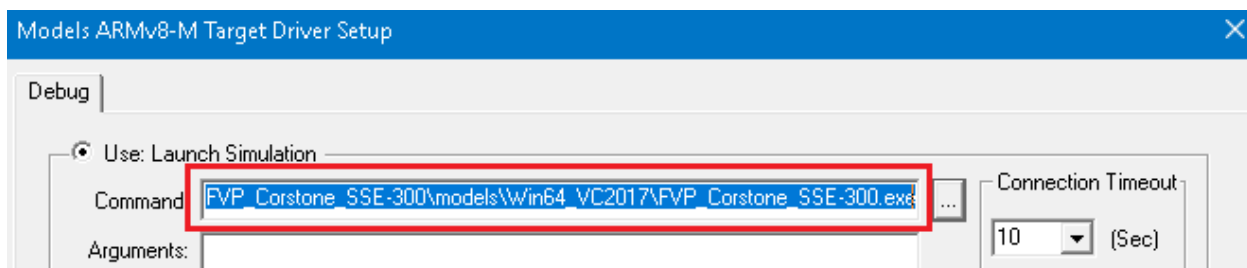 Models ARMv8-M Target Driver Setup
Debug
Use: Launch Simulation
Command FVP_Corstone_SSE-300\models\Win64_VC2017\FVP_Corstone_SSE-300.exe ...
Connection Timeout
10 (Sec)
Arguments: